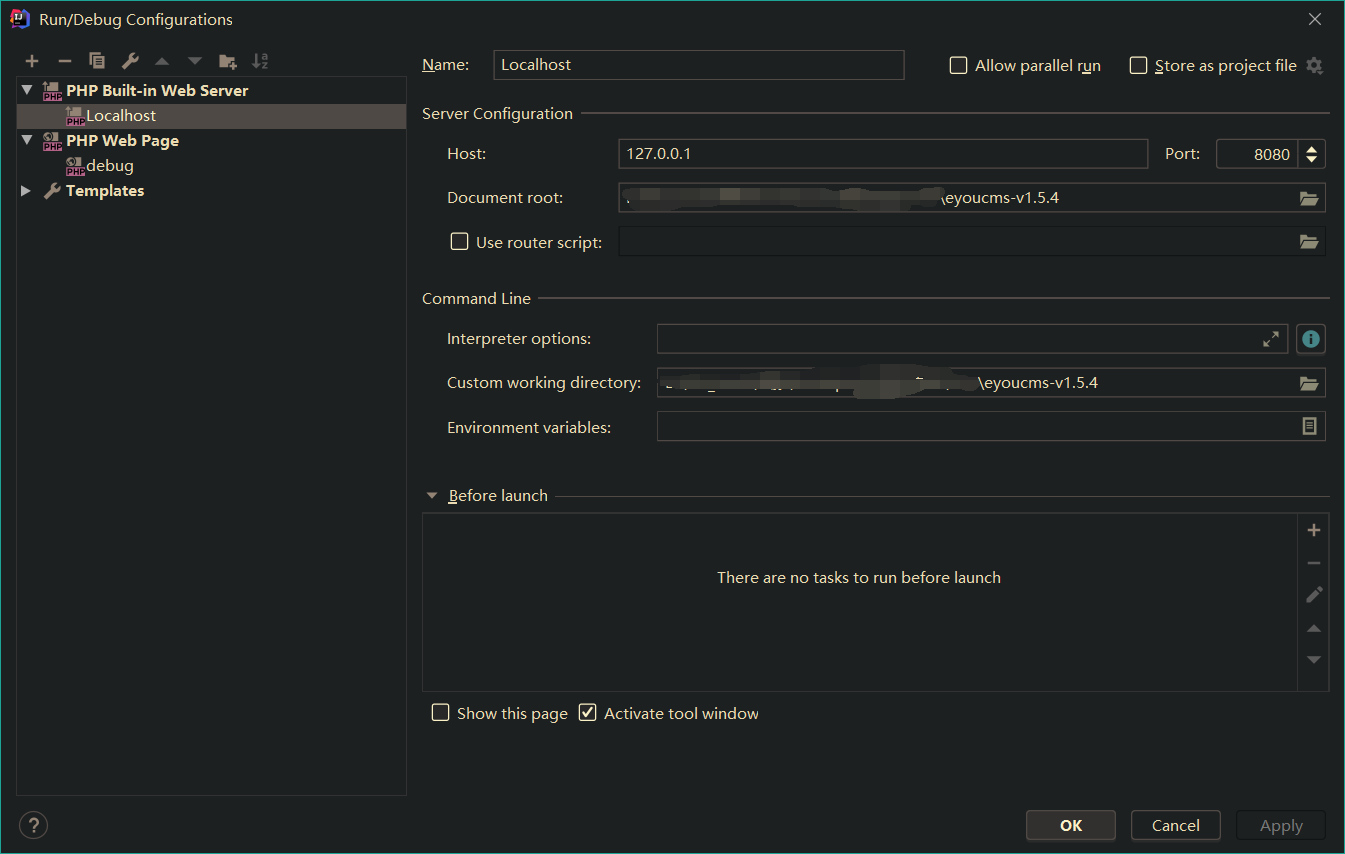 Run/Debug Configurations
Name: Localhost
Allow parallel run
Store as project file
PHP Built-in Web Server
Localhost
PHP Web Page
debug
Templates
Server Configuration
Host: 127.0.0.1
Port: 8080
Document root: \eyoucms-v1.5.4
Use router script:
Command Line
Interpreter options:
Custom working directory: \eyoucms-v1.5.4
Environment variables:
Before launch
There are no tasks to run before launch
Show this page
Activate tool window
?
OK
Cancel
Apply